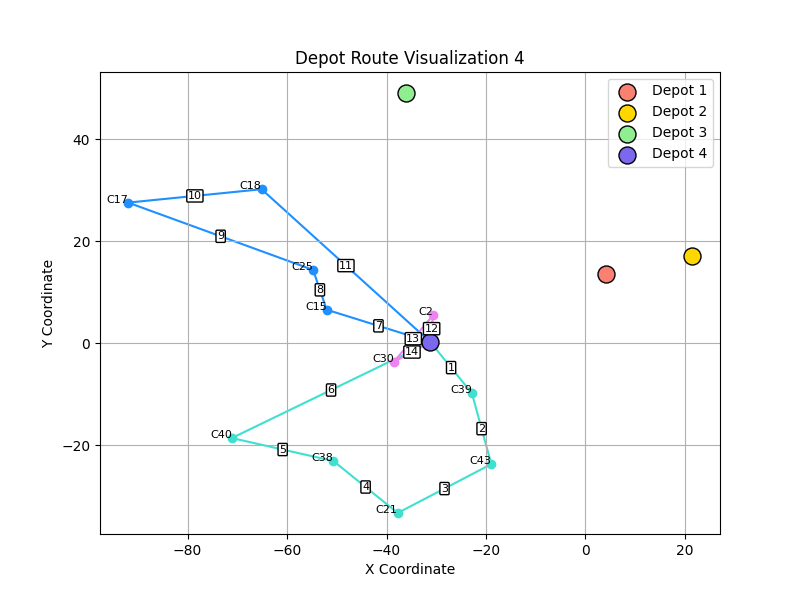 Depot Route Visualization 4
Depot 1
Depot 2
Depot 3
Depot 4
40
20
0
−20
Y Coordinate
C17
10
C18
9
11
C25
8
C15
7
C2
12
13
14
C30
1
C39
6
2
C40
5
C38
C43
4
3
C21
−80
−60
−40
−20
0
20
X Coordinate